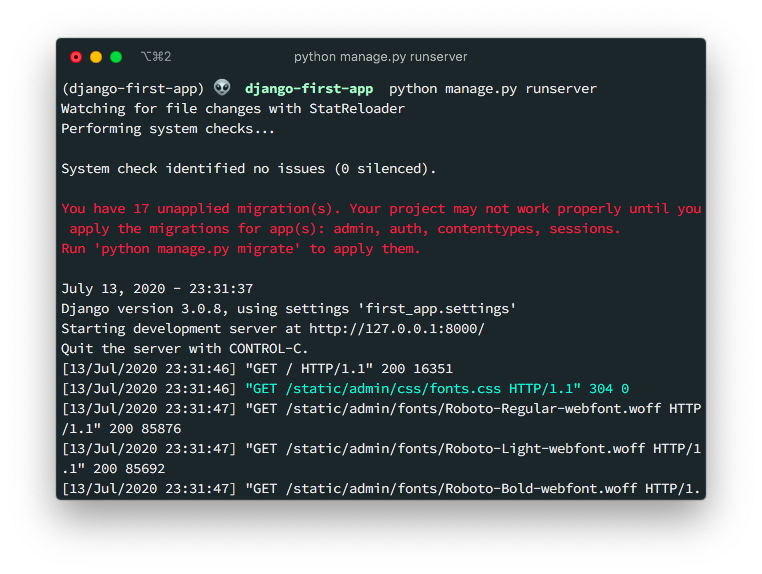 ⌥⌘2 python manage.py runserver
(django-first-app) 👽 django-first-app python manage.py runserver
Watching for file changes with StatReloader
Performing system checks...
System check identified no issues (0 silenced).
You have 17 unapplied migration(s). Your project may not work properly until you
apply the migrations for app(s): admin, auth, contenttypes, sessions.
Run 'python manage.py migrate' to apply them.
July 13, 2020 - 23:31:37
Django version 3.0.8, using settings 'first_app.settings'
Starting development server at http://127.0.0.1:8000/
Quit the server with CONTROL-C.
[13/Jul/2020 23:31:46] "GET / HTTP/1.1" 200 16351
[13/Jul/2020 23:31:46] "GET /static/admin/css/fonts.css HTTP/1.1" 304 0
[13/Jul/2020 23:31:47] "GET /static/admin/fonts/Roboto-Regular-webfont.woff HTTP
/1.1" 200 85876
[13/Jul/2020 23:31:47] "GET /static/admin/fonts/Roboto-Light-webfont.woff HTTP/1
.1" 200 85692
[13/Jul/2020 23:31:47] "GET /static/admin/fonts/Roboto-Bold-webfont.woff HTTP/1.